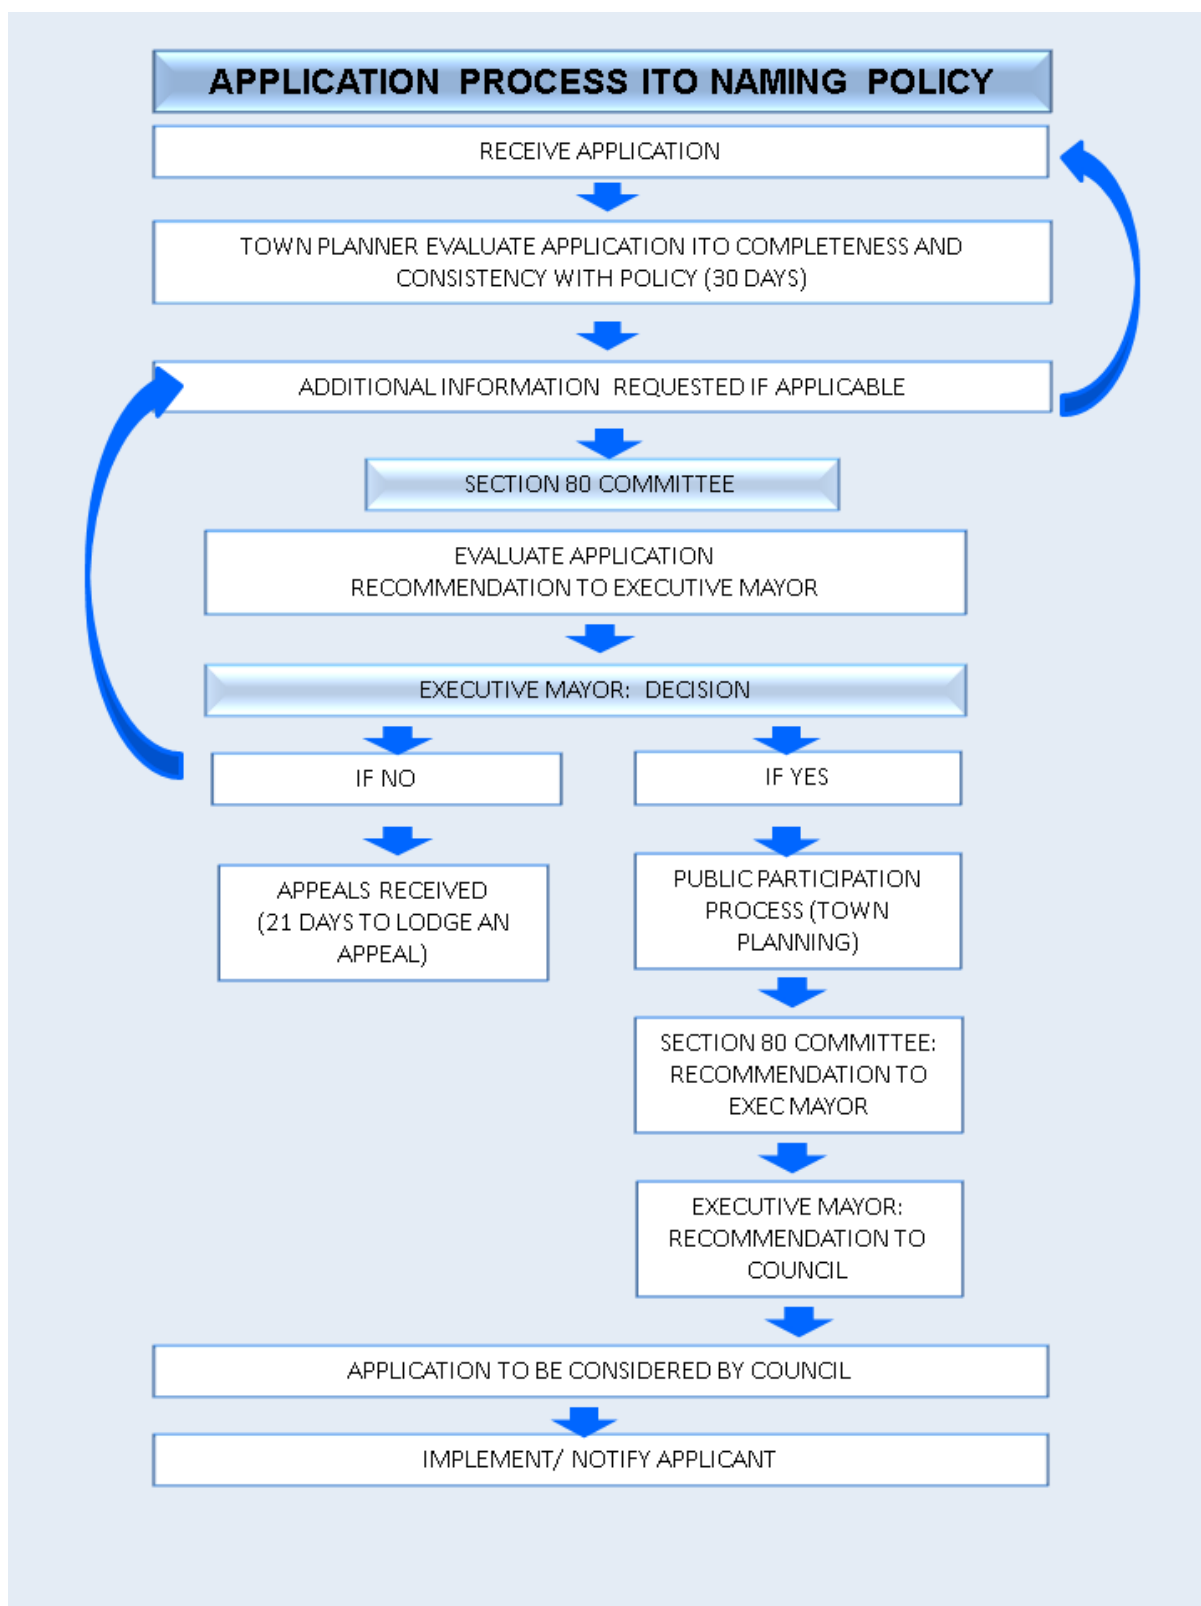 APPLICATION PROCESS ITO NAMING POLICY
RECEIVE APPLICATION
TOWN PLANNER EVALUATE APPLICATION ITO COMPLETENESS AND
CONSISTENCY WITH POLICY (30 DAYS)
ADDITIONAL INFORMATION REQUESTED IF APPLICABLE
SECTION 80 COMMITTEE
EVALUATE APPLICATION
RECOMMENDATION TO EXECUTIVE MAYOR
EXECUTIVE MAYOR: DECISION
IF NO
IF YES
APPEALS RECEIVED
(21 DAYS TO LODGE AN
APPEAL)
PUBLIC PARTICIPATION
PROCESS (TOWN
PLANNING)
SECTION 80 COMMITTEE:
RECOMMENDATION TO
EXEC MAYOR
EXECUTIVE MAYOR:
RECOMMENDATION TO
COUNCIL
APPLICATION TO BE CONSIDERED BY COUNCIL
IMPLEMENT/ NOTIFY APPLICANT